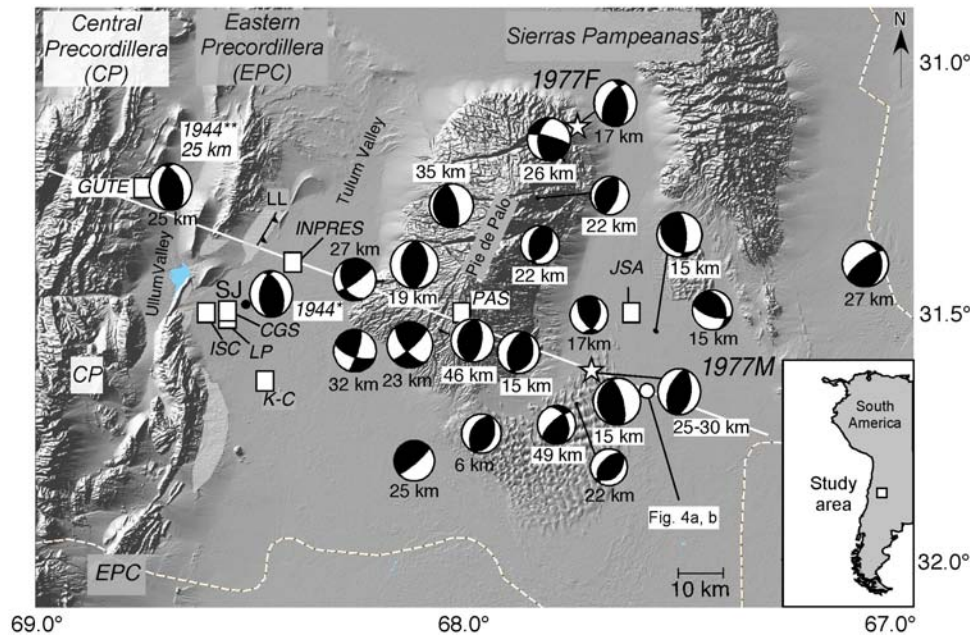 Central
Precordillera
(CP)
Eastern
Precordillera
(EPC)
Sierras Pampeanas
N
31.0°
1977F
17 km
1944**
25 km
Tulum Valley
35 km
26 km
GUTE
25 km
LL
22 km
INPRES
Pie de Palo
27 km
22 km
15 km
Ullum Valley
19 km
JSA
27 km
SJ
PAS
1944*
CGS
ISC
LP
17km
15 km
31.5°
1977M
CP
32 km
23 km
46 km
15 km
K-C
15 km
25-30 km
South
America
6 km
49 km
25 km
22 km
Study
area
Fig. 4a, b
EPC
10 km
32.0°
69.0°
68.0°
67.0°